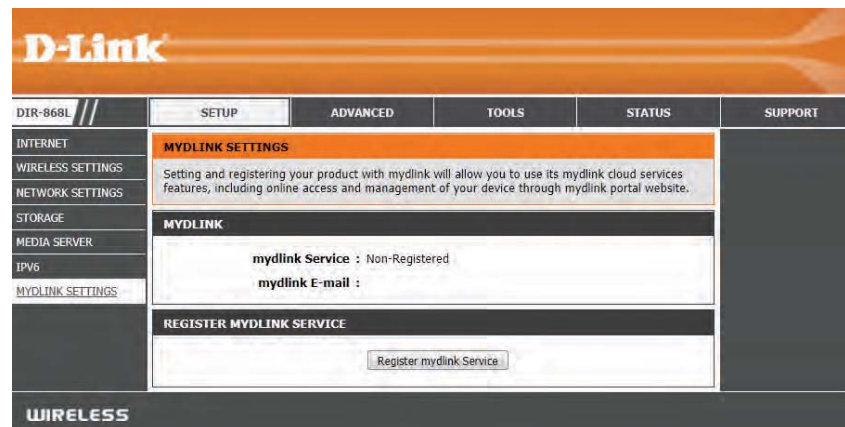 D-Link
DIR-868L // SETUP ADVANCED TOOLS STATUS SUPPORT
INTERNET
WIRELESS SETTINGS
NETWORK SETTINGS
STORAGE
MEDIA SERVER
IPV6
MYDLINK SETTINGS
MYDLINK SETTINGS
Setting and registering your product with mydlink will allow you to use its mydlink cloud services
features, including online access and management of your device through mydlink portal website.
MYDLINK
mydlink Service : Non-Registered
mydlink E-mail :
REGISTER MYDLINK SERVICE
Register mydlink Service
WIRELESS